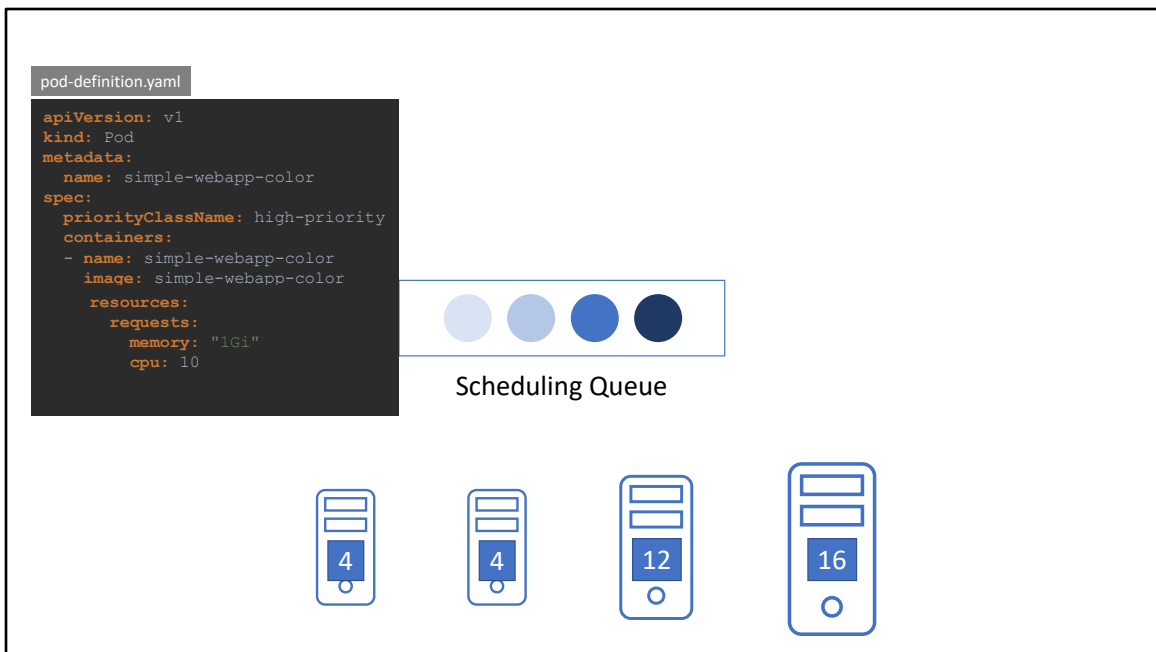 pod-definition.yaml
apiVersion: v1
kind: Pod
metadata:
  name: simple-webapp-color
spec:
  priorityClassName: high-priority
  containers:
  - name: simple-webapp-color
    image: simple-webapp-color
    resources:
      requests:
        memory: "1Gi"
        cpu: 10
Scheduling Queue
4 4 12 16